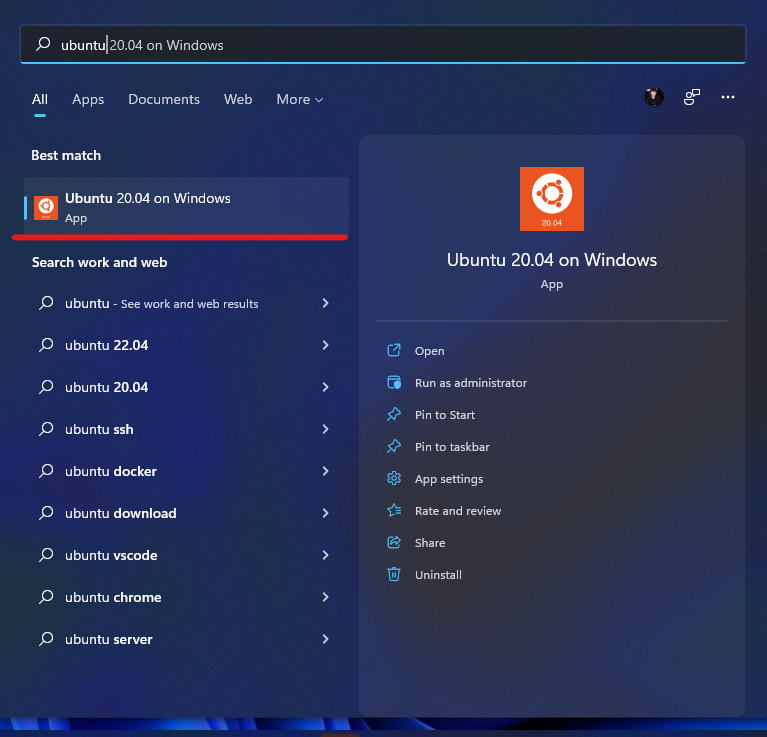 ubuntu 20.04 on Windows
All Apps Documents Web More
Best match
Ubuntu 20.04 on Windows
App
Search work and web
ubuntu - See work and web results
ubuntu 22.04
ubuntu 20.04
ubuntu ssh
ubuntu docker
ubuntu download
ubuntu vscode
ubuntu chrome
ubuntu server
20.04
Ubuntu 20.04 on Windows
App
Open
Run as administrator
Pin to Start
Pin to taskbar
App settings
Rate and review
Share
Uninstall